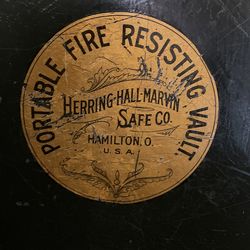 PORTABLE FIRE RESISTING VAULT.
HERRING-HALL-MARVIN
SAFE CO.
HAMILTON, O.
U.S.A.